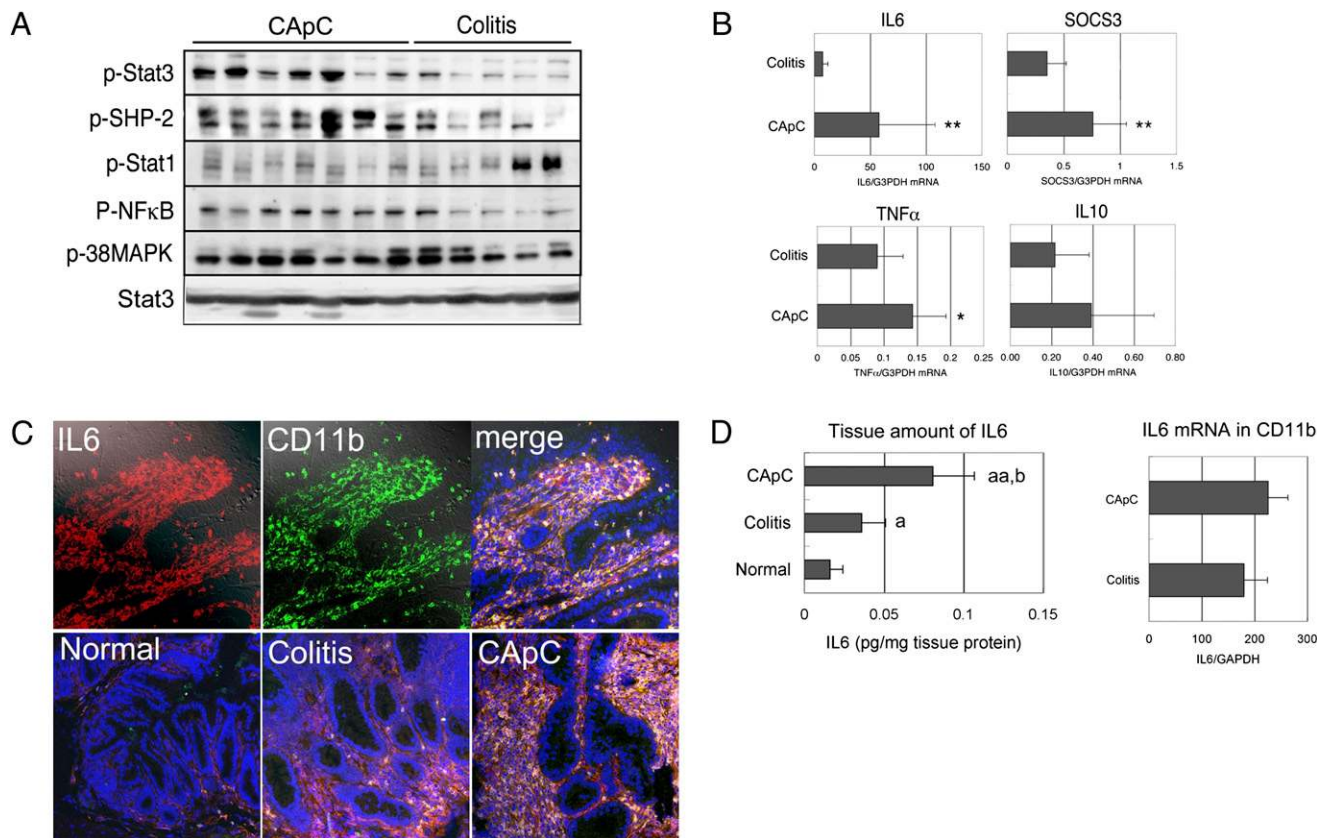 A
CApC Colitis
p-Stat3
p-SHP-2
p-Stat1
P-NFκB
p-38MAPK
Stat3
B
IL6
Colitis
CApC
**
0 50 100 150
IL6/G3PDH mRNA
SOCS3
**
0 0.5 1 1.5
SOCS3/G3PDH mRNA
TNFα
Colitis
CApC
*
0 0.05 0.1 0.15 0.2 0.25
TNFα/G3PDH mRNA
IL10
0.00 0.20 0.40 0.60 0.80
IL10/G3PDH mRNA
C
IL6 CD11b merge
Normal Colitis CApC
D
Tissue amount of IL6
CApC aa,b
Colitis a
Normal
0 0.05 0.1 0.15
IL6 (pg/mg tissue protein)
IL6 mRNA in CD11b
CApC
Colitis
0 100 200 300
IL6/GAPDH